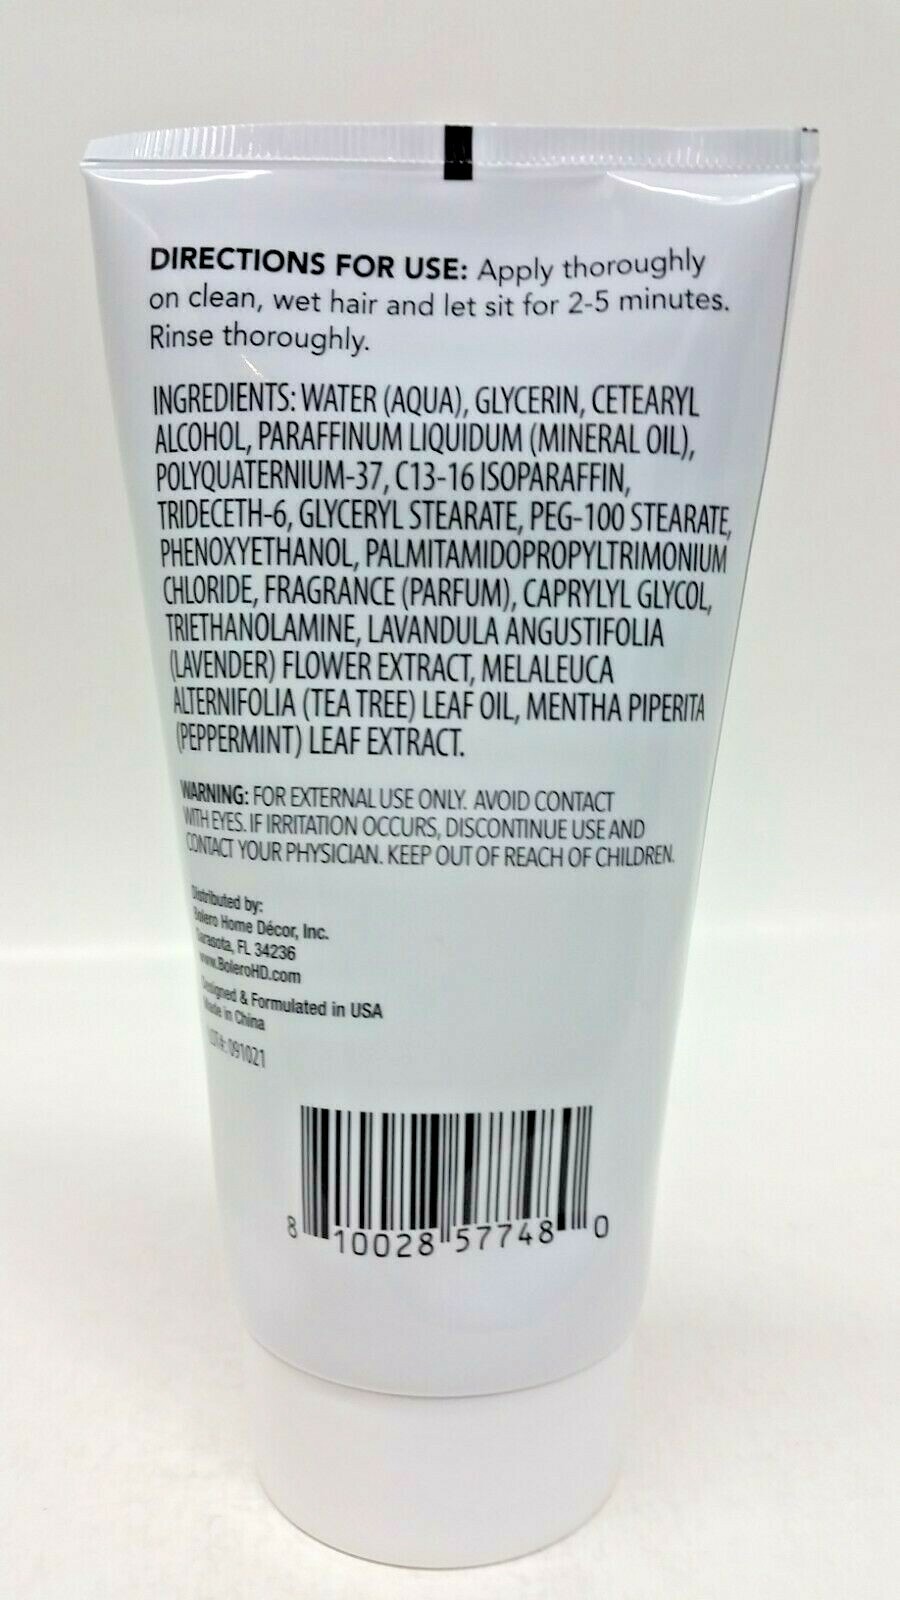 DIRECTIONS FOR USE: Apply thoroughly
on clean, wet hair and let sit for 2-5 minutes.
Rinse thoroughly.
INGREDIENTS: WATER (AQUA), GLYCERIN, CETEARYL
ALCOHOL, PARAFFINUM LIQUIDUM (MINERAL OIL),
POLYQUATERNIUM-37, C13-16 ISOPARAFFIN,
TRIDECETH-6, GLYCERYL STEARATE, PEG-100 STEARATE,
PHENOXYETHANOL, PALMITAMIDOPROPYLTRIMONIUM
CHLORIDE, FRAGRANCE (PARFUM), CAPRYLYL GLYCOL,
TRIETHANOLAMINE, LAVANDULA ANGUSTIFOLIA
(LAVENDER) FLOWER EXTRACT, MELALEUCA
ALTERNIFOLIA (TEA TREE) LEAF OIL, MENTHA PIPERITA
(PEPPERMINT) LEAF EXTRACT.
WARNING: FOR EXTERNAL USE ONLY. AVOID CONTACT
WITH EYES. IF IRRITATION OCCURS, DISCONTINUE USE AND
CONTACT YOUR PHYSICIAN. KEEP OUT OF REACH OF CHILDREN.
Distributed by:
Bolero Home Décor, Inc.
Sarasota, FL 34236
www.BoleroHD.com
Designed & Formulated in USA
Made in China
LOT#: 091021
8 10028 57748 0